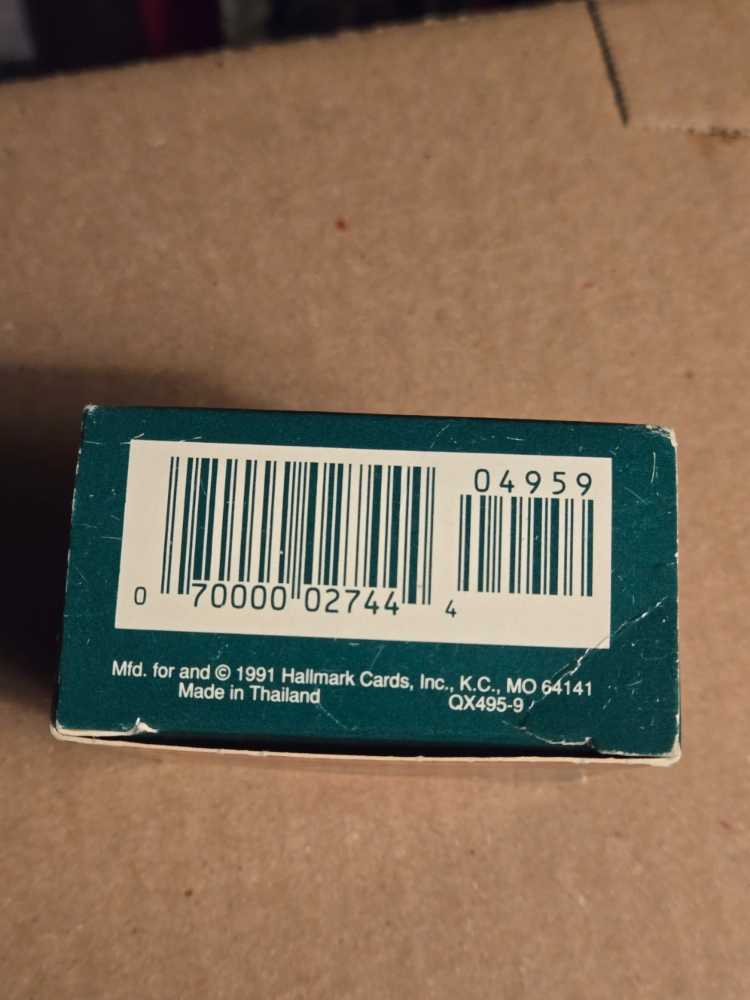 04959
0 70000 02744 4
Mfd. for and © 1991 Hallmark Cards, Inc., K.C., MO 64141
Made in Thailand QX495-9